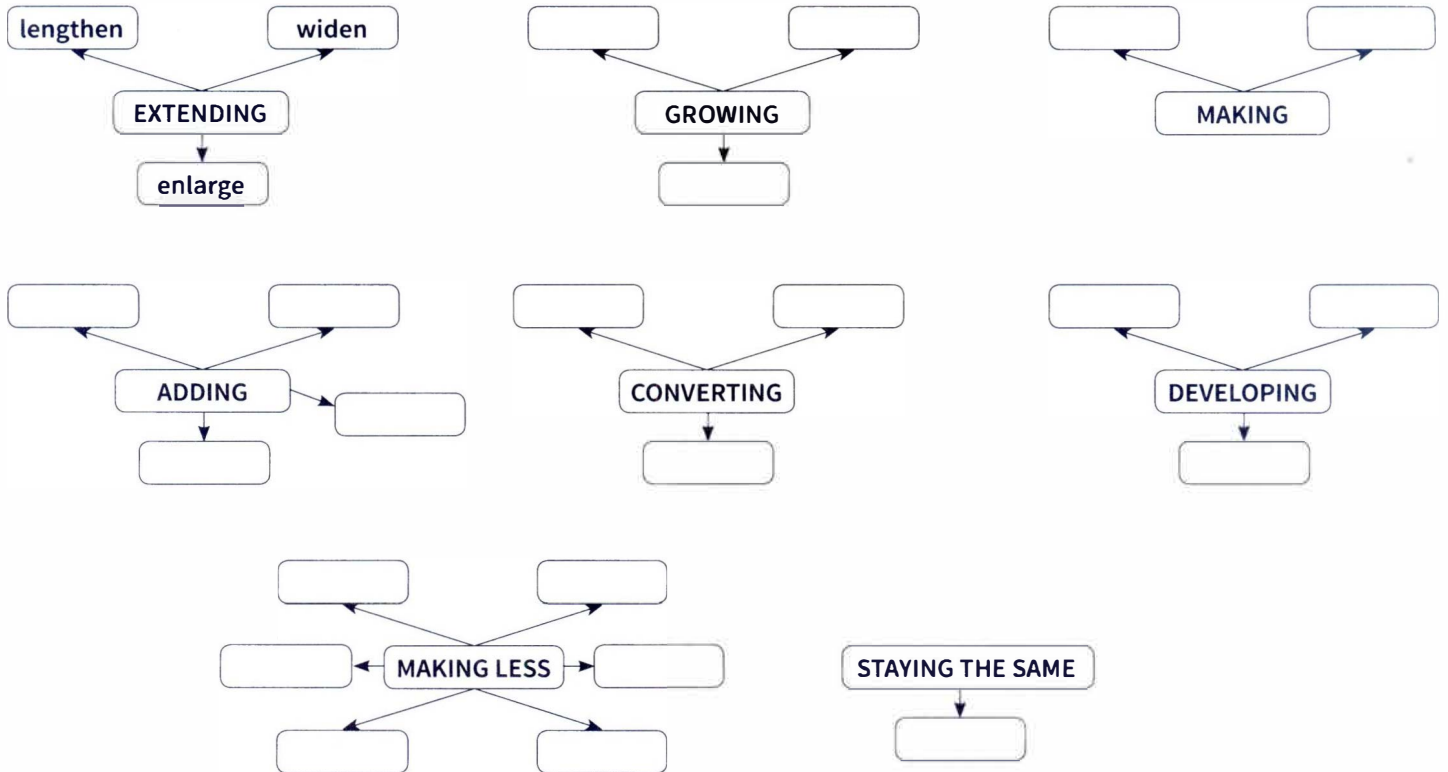 lengthen widen
EXTENDING GROWING MAKING
enlarge
ADDING CONVERTING DEVELOPING
MAKING LESS STAYING THE SAME